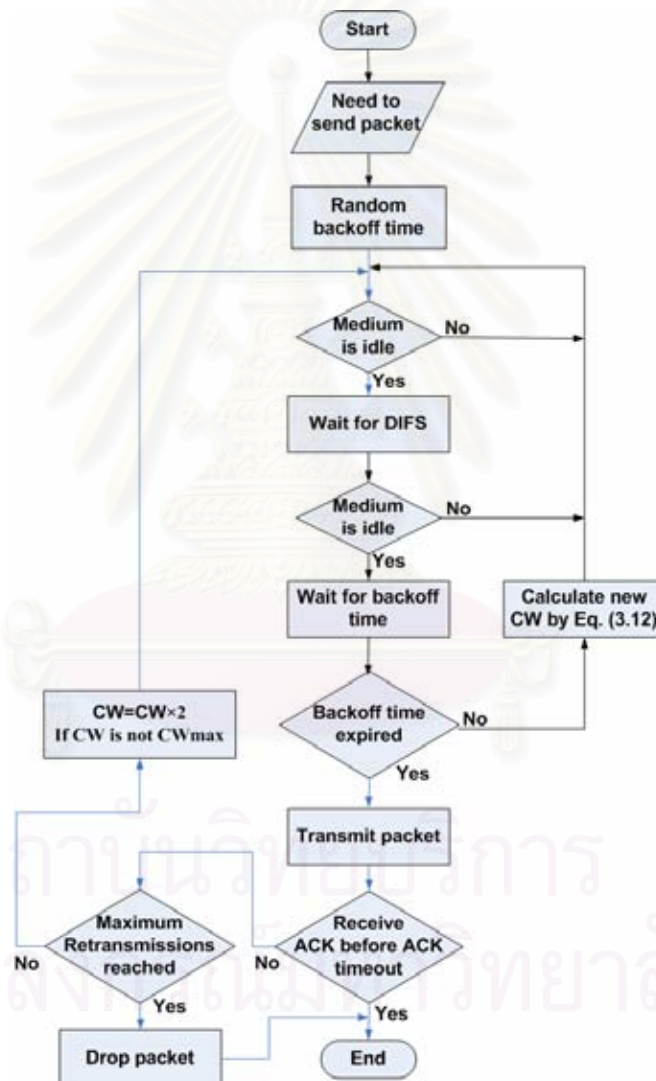 Start
Need to
send packet
Random
backoff time
Medium
is idle
No
Yes
Wait for DIFS
Medium
is idle
No
Yes
Wait for backoff
time
Calculate new
CW by Eq. (3.12)
CW=CW×2
If CW is not CWmax
Backoff time
expired
No
Yes
Transmit packet
Maximum
Retransmissions
reached
No
Yes
Receive
ACK before ACK
timeout
No
Yes
Drop packet
End